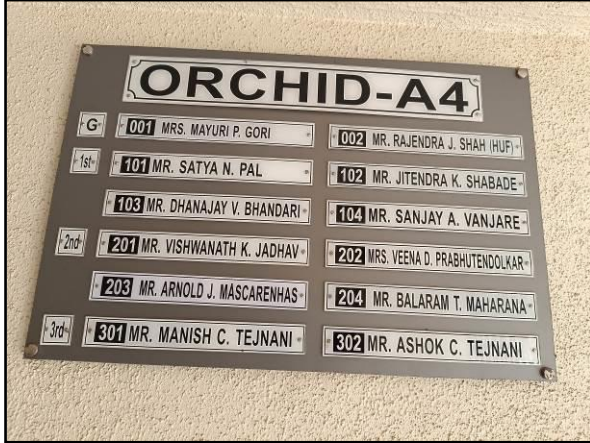 ORCHID-A4
G 001 MRS. MAYURI P. GORI 002 MR. RAJENDRA J. SHAH (HUF)
1st 101 MR. SATYA N. PAL 102 MR. JITENDRA K. SHABADE
103 MR. DHANAJAY V. BHANDARI 104 MR. SANJAY A. VANJARE
2nd 201 MR. VISHWANATH K. JADHAV 202 MRS. VEENA D. PRABHUTENDOLKAR
203 MR. ARNOLD J. MASCARENHAS 204 MR. BALARAM T. MAHARANA
3rd 301 MR. MANISH C. TEJNANI 302 MR. ASHOK C. TEJNANI